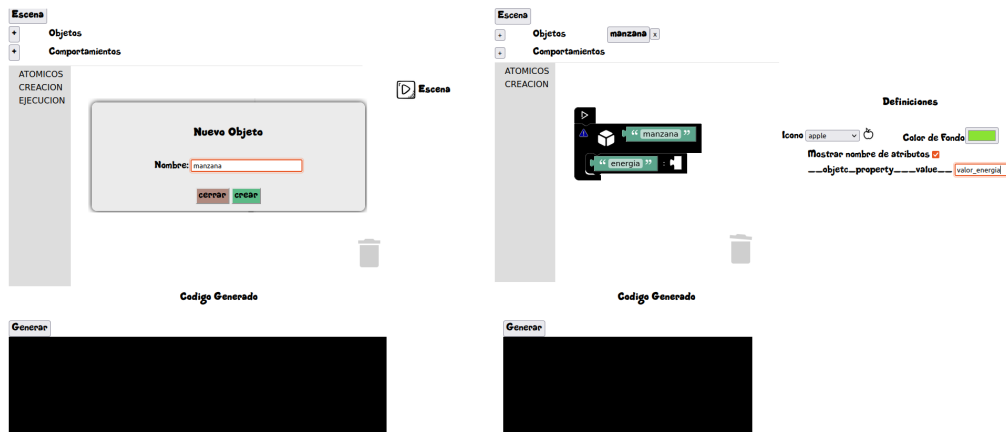 Escena
+ Objetos
+ Comportamientos
ATOMICOS
CREACION
EJECUCION
Nuevo Objeto
Nombre: manzana
cerrar crear
Escena
Codigo Generado
Generar
Escena
+ Objetos manzana x
+ Comportamientos
ATOMICOS
CREACION
“ manzana ”
“ energia ” :
Definiciones
Icono apple Color de Fondo
Mostrar nombre de atributos
__objeto_property____value__ valor_energia
Codigo Generado
Generar